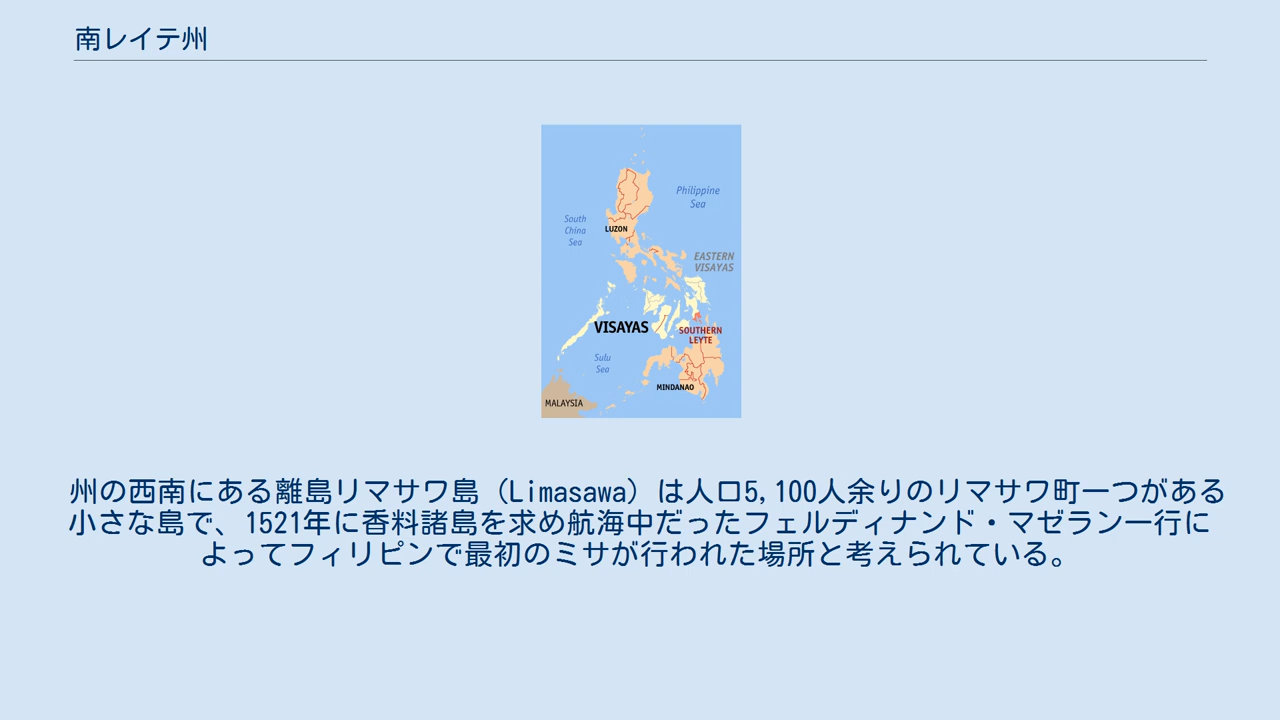 南レイテ州
Philippine
Sea
South
China
Sea
LUZON
EASTERN
VISAYAS
VISAYAS
SOUTHERN
LEYTE
Sulu
Sea
MINDANAO
MALAYSIA
州の西南にある離島リマサワ島（Limasawa）は人口5,100人余りのリマサワ町一つがある
小さな島で、1521年に香料諸島を求め航海中だったフェルディナンド・マゼラン一行に
よってフィリピンで最初のミサが行われた場所と考えられている。